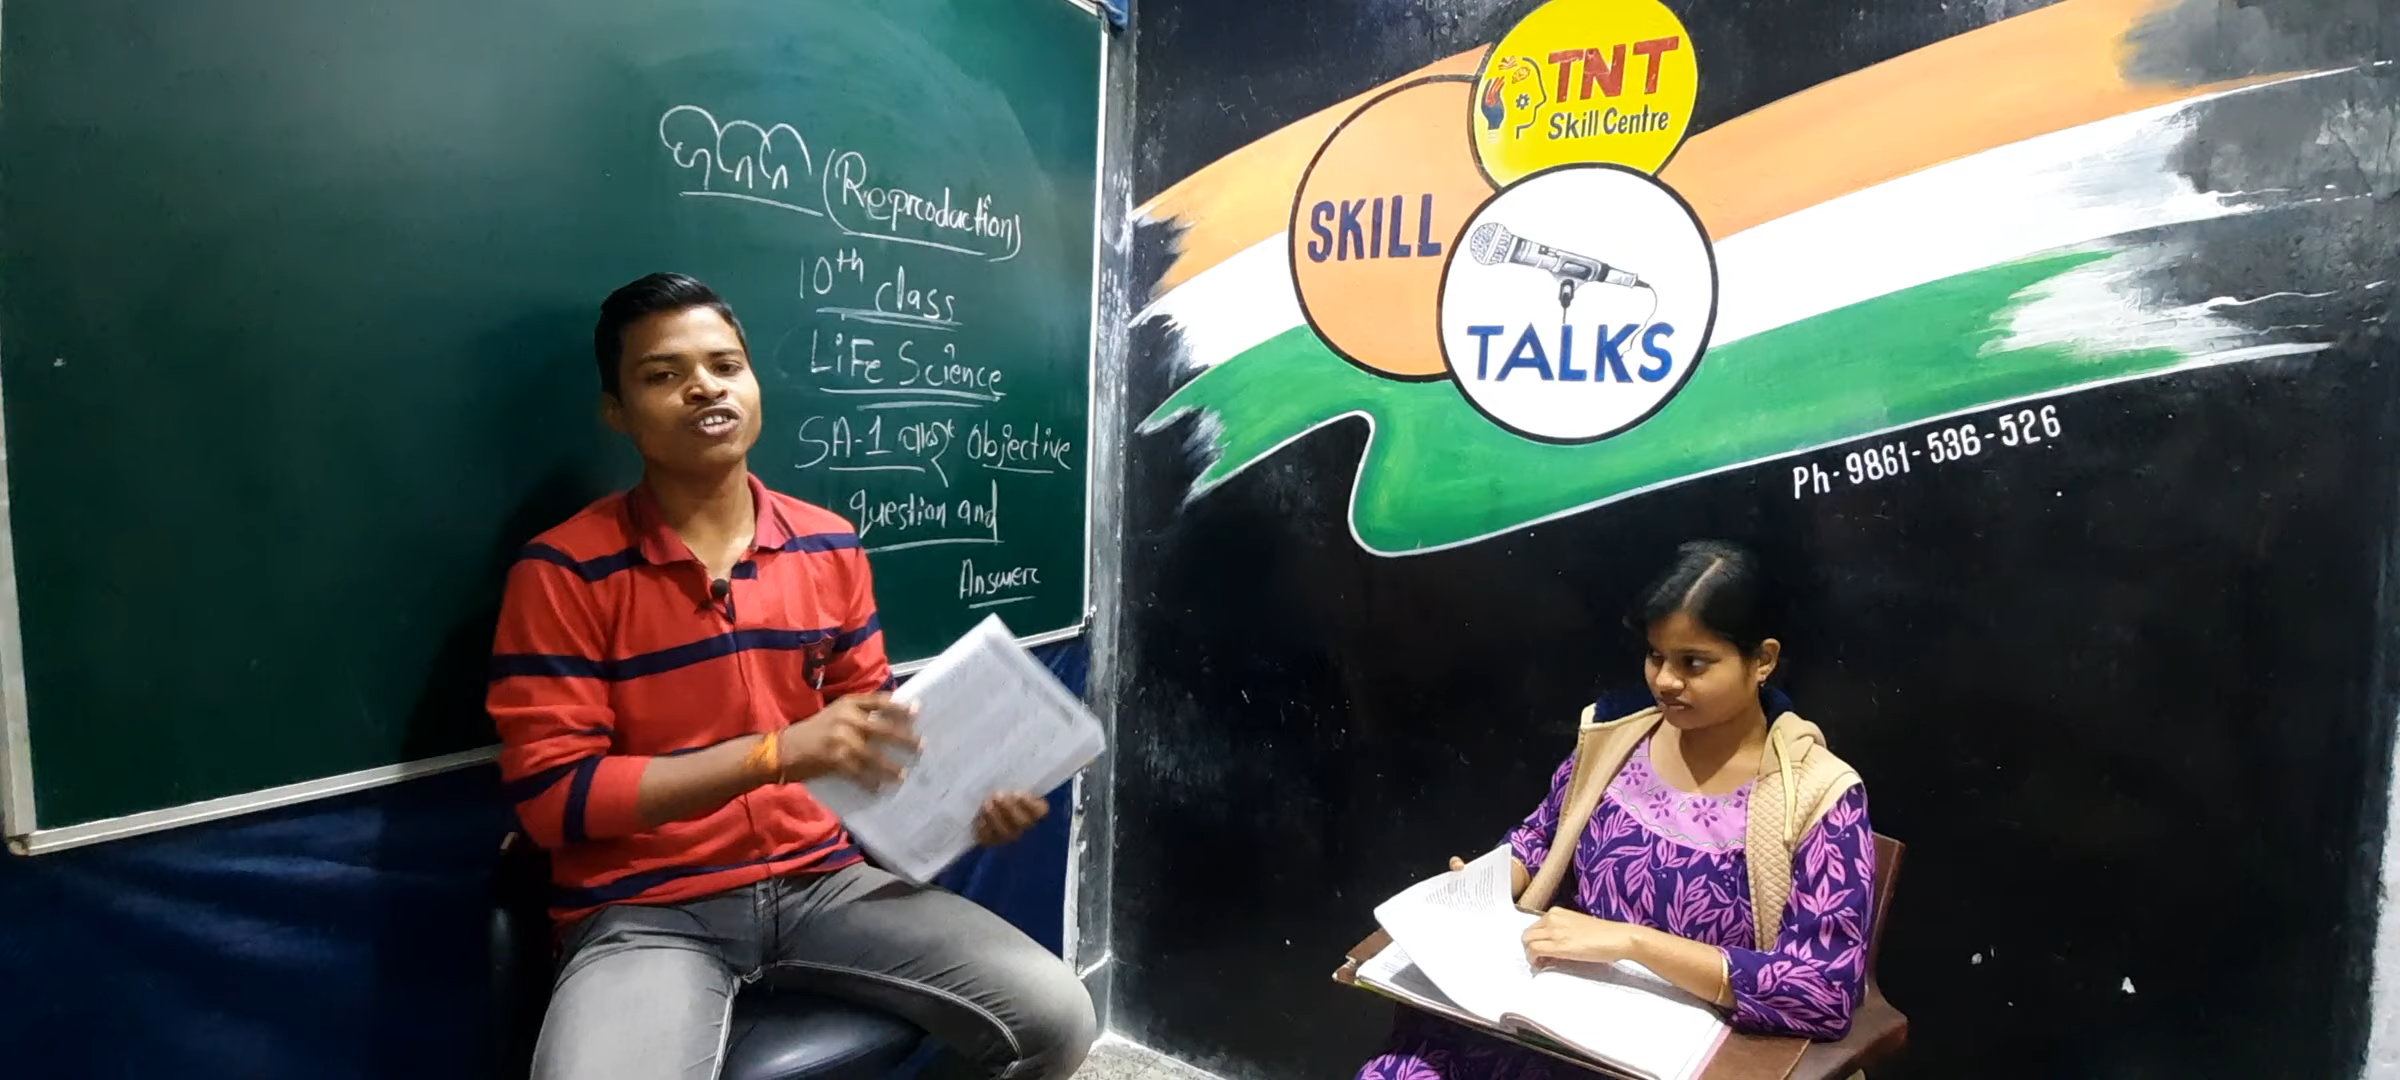 ଜନନ (Reproduction)
10th class
Life Science
SA-1 ପାଇଁ Objective
question and
Answer
TNT
Skill Centre
SKILL
TALKS
Ph-9861-536-526